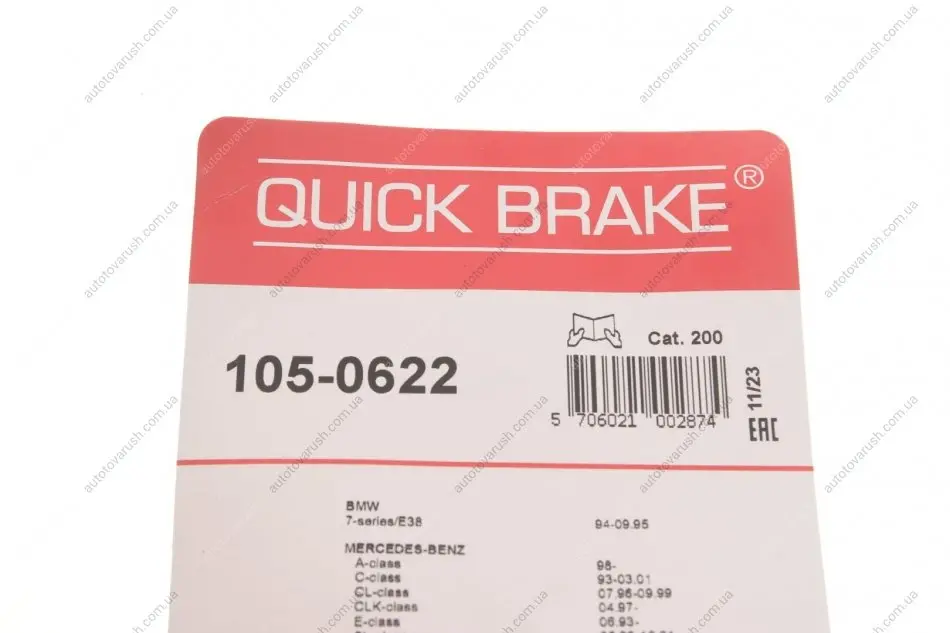 QUICK BRAKE®
Cat. 200
105-0622
5 706021 002874
11/23
EAC
BMW
7-series/E38 94-09.95
MERCEDES-BENZ
A-class 98-
C-class 93-03.01
CL-class 07.96-09.99
CLK-class 04.97-
E-class 06.93-
autotovarush.com.ua